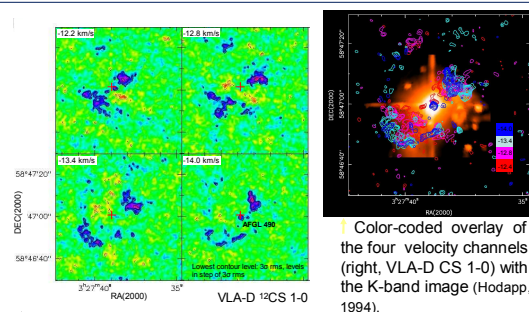 -12.2 km/s
-12.8 km/s
-13.4 km/s
-14.0 km/s
58°47'20"
47'00"
58°46'40"
DEC(2000)
AFGL 490
Lowest contour level: 3σ rms, levels
in step of 3σ rms
3h27m40s
35s
RA(2000)
VLA-D 12CS 1-0
58°47'20"
58°47'00"
58°46'40"
DEC(2000)
-13.4
-12.8
3h27m40s
35s
RA(2000)
↑ Color-coded overlay of
the four velocity channels
(right, VLA-D CS 1-0) with
the K-band image (Hodapp,
1994).